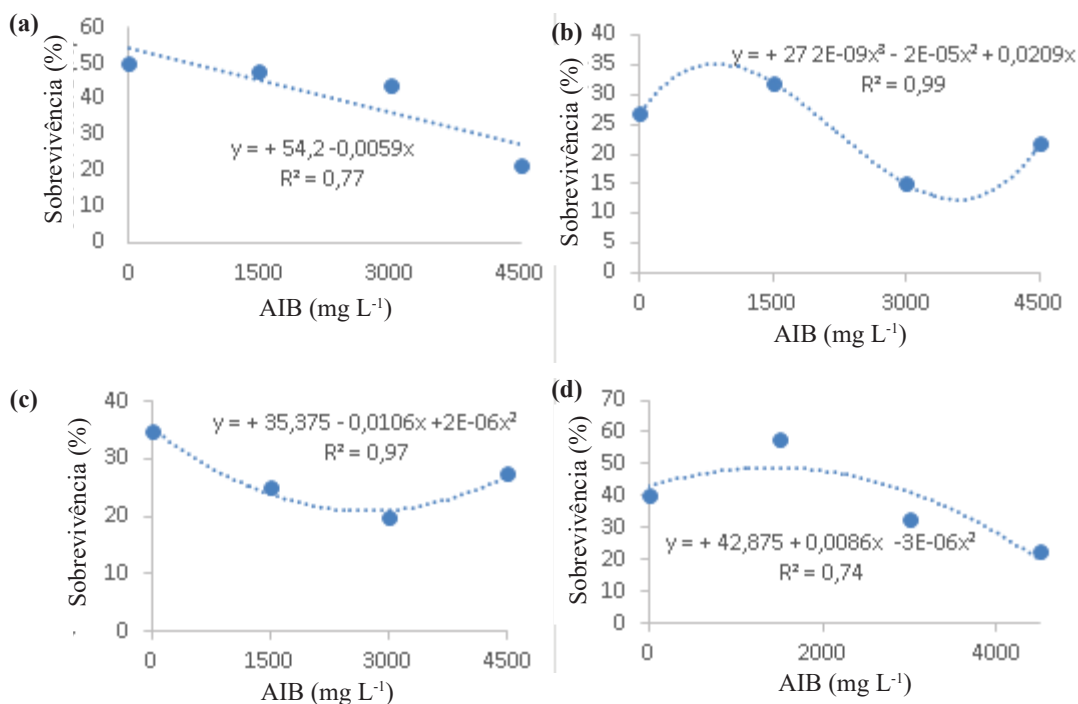 (a)
Sobrevivência (%)
60
50
40
30
20
10
0
y = + 54,2 -0,0059x
R² = 0,77
0 1500 3000 4500
AIB (mg L⁻¹)
(b)
Sobrevivência (%)
40
35
30
25
20
15
10
5
0
y = + 27 2E-09x³ - 2E-05x² + 0,0209x
R² = 0,99
0 1500 3000 4500
AIB (mg L⁻¹)
(c)
Sobrevivência (%)
40
30
20
10
0
y = + 35,375 - 0,0106x +2E-06x²
R² = 0,97
0 1500 3000 4500
AIB (mg L⁻¹)
(d)
Sobrevivência (%)
70
60
50
40
30
20
10
0
y = + 42,875 + 0,0086x -3E-06x²
R² = 0,74
0 2000 4000
AIB (mg L⁻¹)